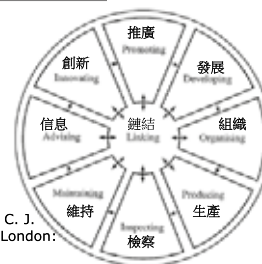 推廣
Promoting
創新
Innovating
發展
Developing
信息
Advising
鏈結
Linking
組織
Organising
Maintaining
維持
Producing
生產
Inspecting
檢察
C. J.
London: